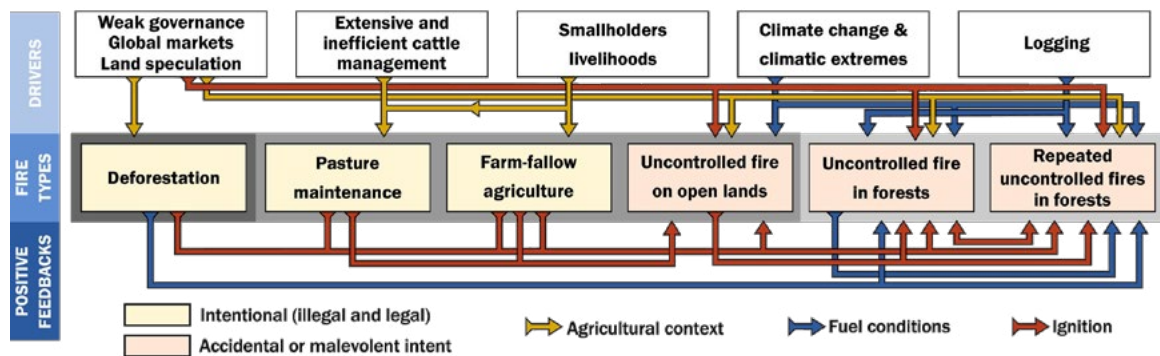 DRIVERS
Weak governance
Global markets
Land speculation
Extensive and
inefficient cattle
management
Smallholders
livelihoods
Climate change &
climatic extremes
Logging
FIRE
TYPES
Deforestation
Pasture
maintenance
Farm-fallow
agriculture
Uncontrolled fire
on open lands
Uncontrolled fire
in forests
Repeated
uncontrolled fires
in forests
POSITIVE
FEEDBACKS
Intentional (illegal and legal)
Accidental or malevolent intent
Agricultural context
Fuel conditions
Ignition